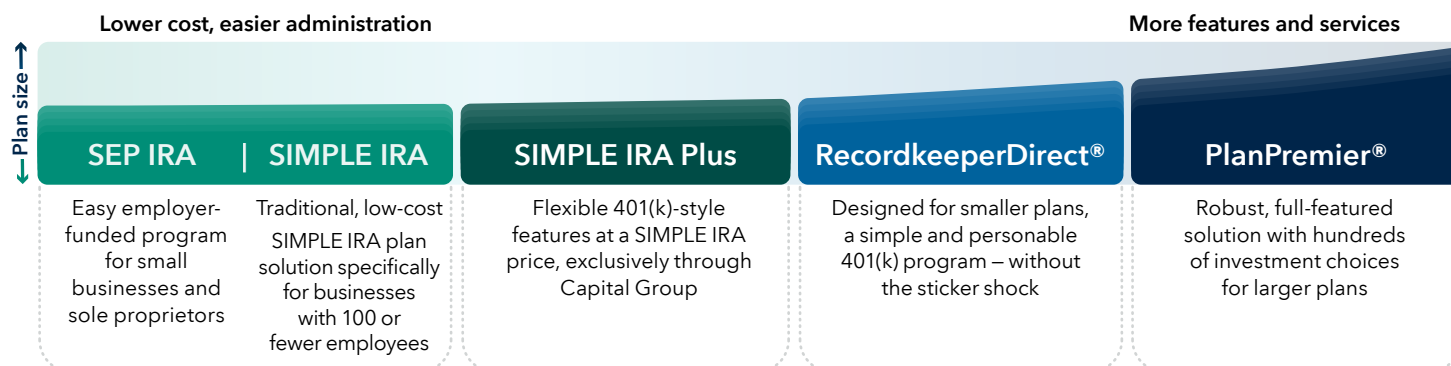 Lower cost, easier administration
More features and services
Plan size
SEP IRA | SIMPLE IRA
SIMPLE IRA Plus
RecordkeeperDirect®
PlanPremier®
Easy employer-
funded program
for small
businesses and
sole proprietors
Traditional, low-cost
SIMPLE IRA plan
solution specifically
for businesses
with 100 or
fewer employees
Flexible 401(k)-style
features at a SIMPLE IRA
price, exclusively through
Capital Group
Designed for smaller plans,
a simple and personable
401(k) program – without
the sticker shock
Robust, full-featured
solution with hundreds
of investment choices
for larger plans